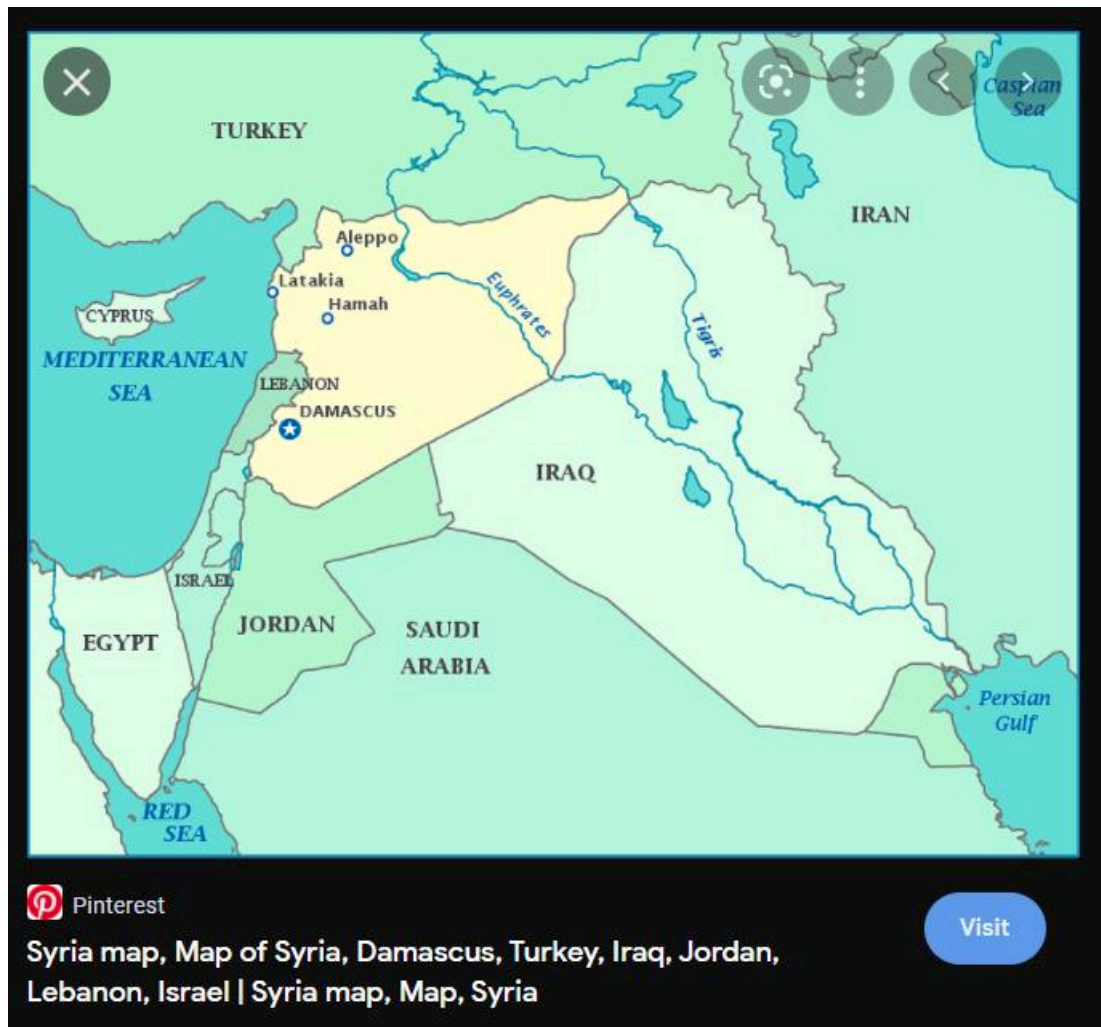 Caspian
Sea
TURKEY
IRAN
Aleppo
Latakia
Euphrates
Hamah
CYPRUS
Tigris
MEDITERRANEAN
SEA
LEBANON
DAMASCUS
IRAQ
ISRAEL
JORDAN
SAUDI
ARABIA
EGYPT
Persian
Gulf
RED
SEA
Pinterest
Visit
Syria map, Map of Syria, Damascus, Turkey, Iraq, Jordan,
Lebanon, Israel | Syria map, Map, Syria